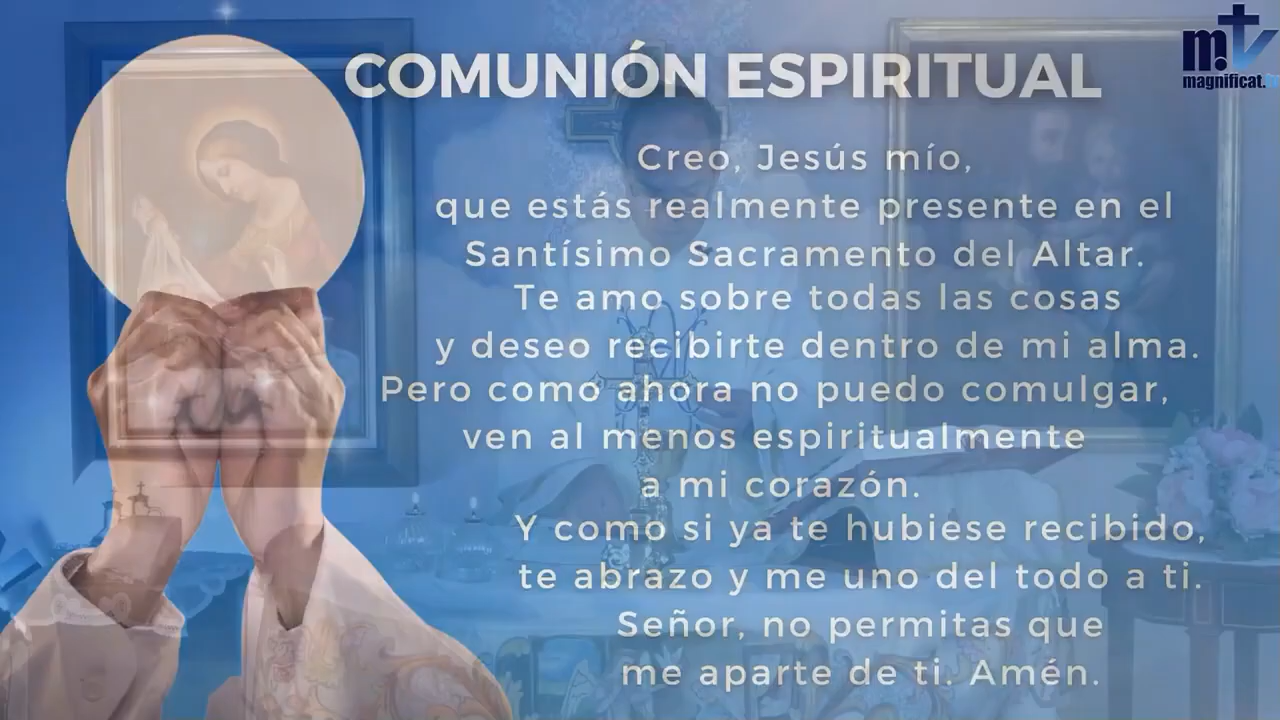 COMUNIÓN ESPIRITUAL
Creo, Jesús mío,
que estás realmente presente en el
Santísimo Sacramento del Altar.
Te amo sobre todas las cosas
y deseo recibirte dentro de mi alma.
Pero como ahora no puedo comulgar,
ven al menos espiritualmente
a mi corazón.
Y como si ya te hubiese recibido,
te abrazo y me uno del todo a ti.
Señor, no permitas que
me aparte de ti. Amén.
magnificat.